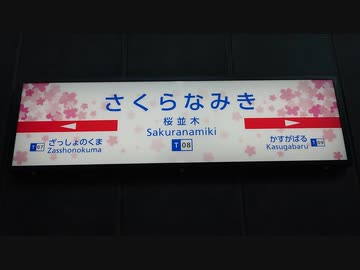 さくらなみき
桜並木
Sakuranamiki
T 08
ざっしょのくま
T 07 Zasshonokuma
かすがばる
Kasugabaru T 09